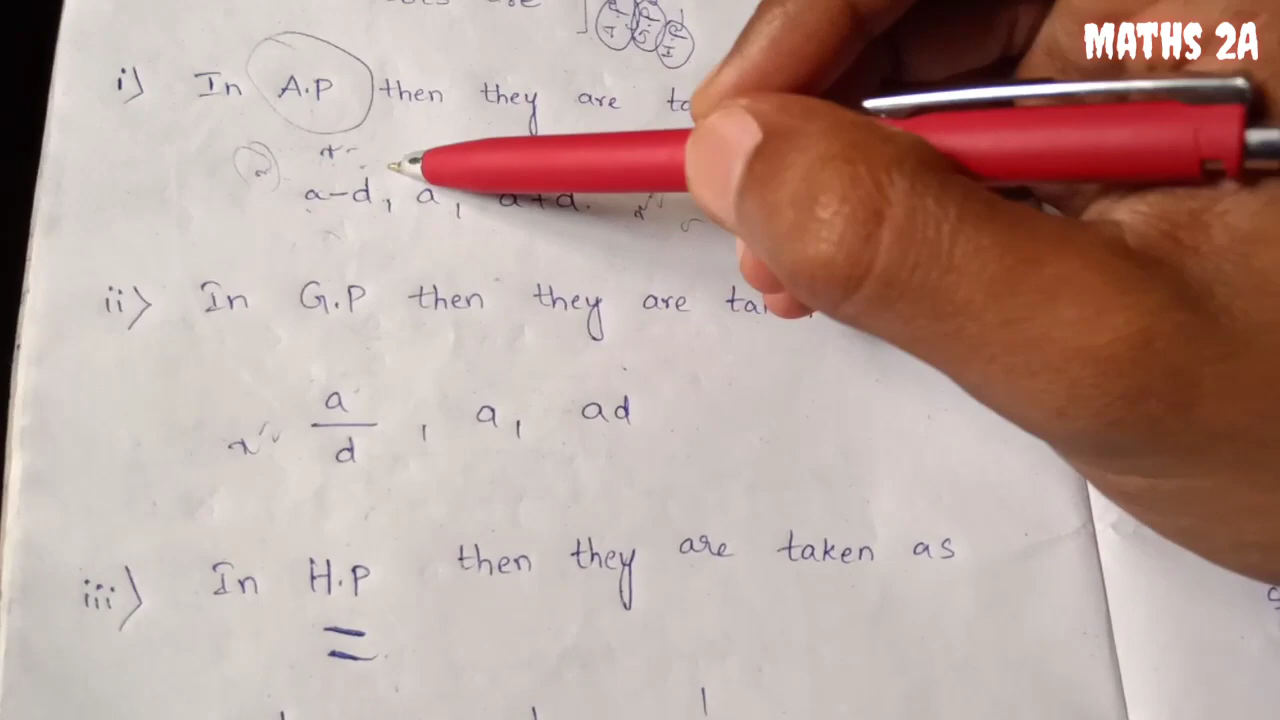 MATHS 2A
i) In A.P then they are
a-d, a, a+d.
ii) In G.P then they are
a/d, a, ad
iii) In H.P then they are taken as